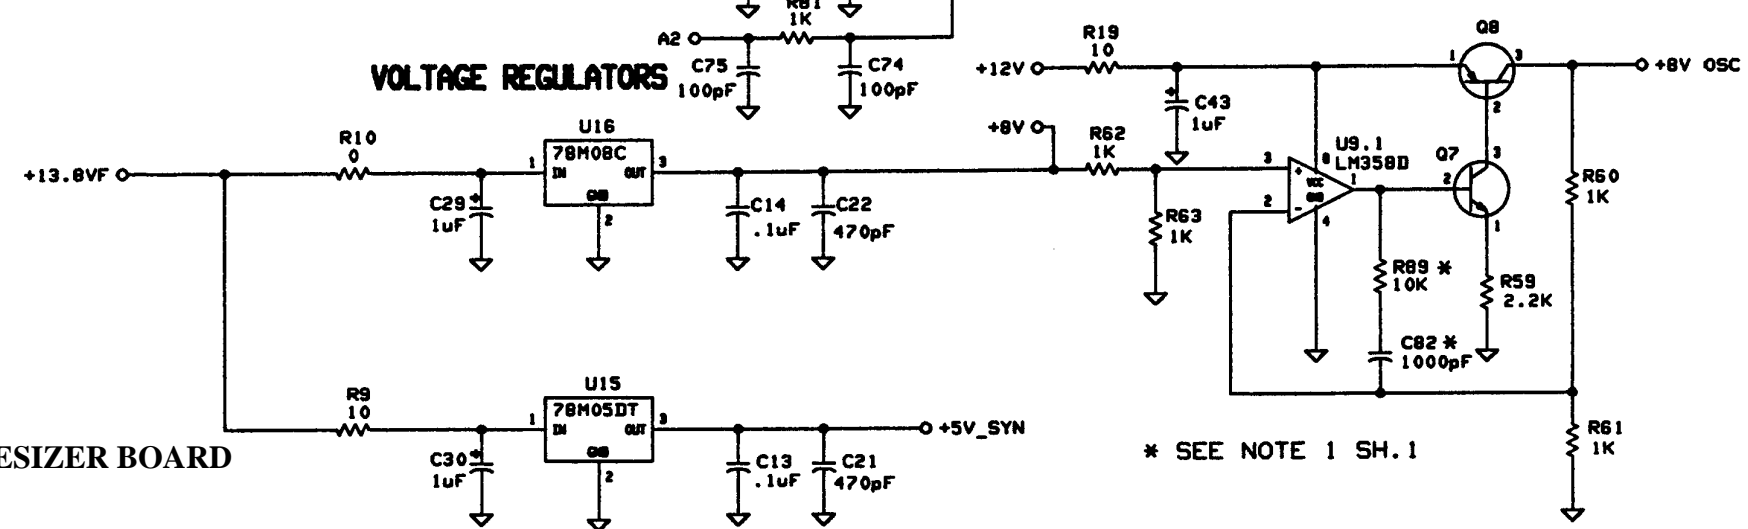 R81
1K
A2
C75
100pF
C74
100pF
VOLTAGE REGULATORS
R19
10
+12V
C43
1uF
Q8
1
3
2
+8V OSC
+8V
R62
1K
R63
1K
U9.1
LM358D
3
+
2
-
8
VCC
GND
4
1
Q7
2
3
1
R60
1K
R89 *
10K
R59
2.2K
C82 *
1000pF
R61
1K
* SEE NOTE 1 SH.1
+13.8VF
R10
0
C29
+
1uF
U16
78M08C
1
IN
OUT
3
GND
2
C14
.1uF
C22
470pF
R9
10
C30
+
1uF
U15
78M05DT
1
IN
OUT
3
GND
2
C13
.1uF
C21
470pF
+5V_SYN
ESIZER BOARD